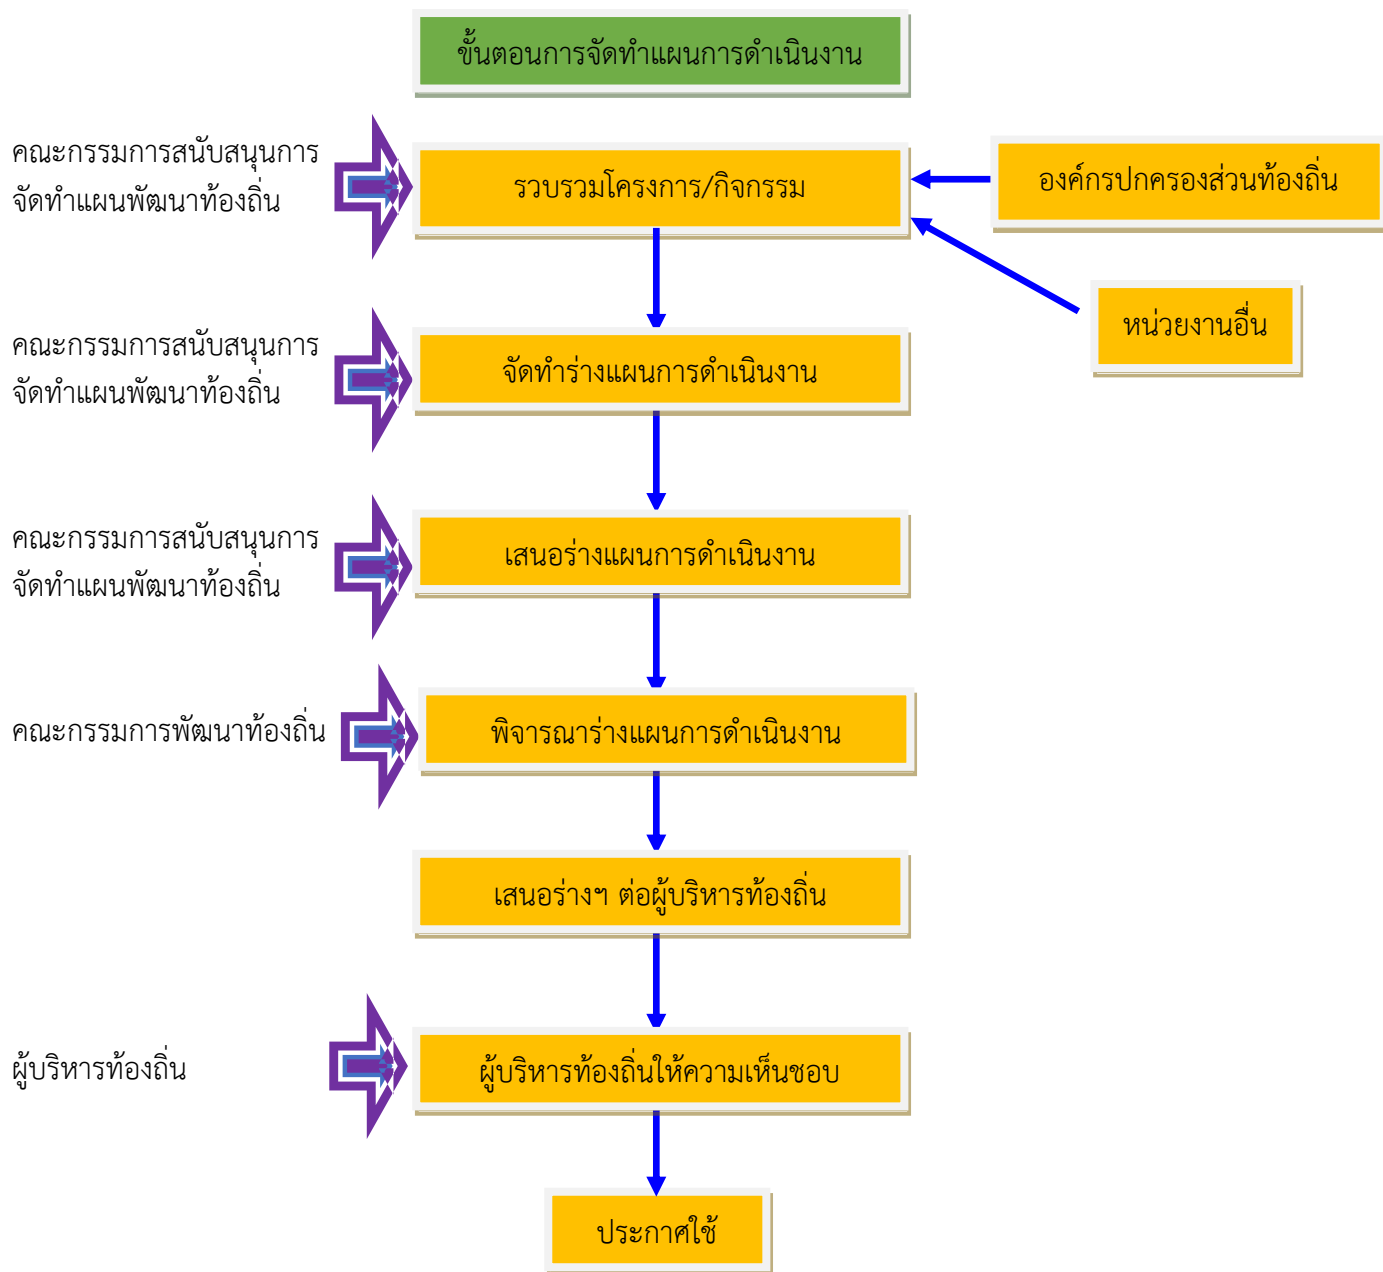 ขั้นตอนการจัดทำแผนการดำเนินงาน
คณะกรรมการสนับสนุนการ
จัดทำแผนพัฒนาท้องถิ่น
รวบรวมโครงการ/กิจกรรม
องค์กรปกครองส่วนท้องถิ่น
หน่วยงานอื่น
คณะกรรมการสนับสนุนการ
จัดทำแผนพัฒนาท้องถิ่น
จัดทำร่างแผนการดำเนินงาน
คณะกรรมการสนับสนุนการ
จัดทำแผนพัฒนาท้องถิ่น
เสนอร่างแผนการดำเนินงาน
คณะกรรมการพัฒนาท้องถิ่น
พิจารณาร่างแผนการดำเนินงาน
เสนอร่างฯ ต่อผู้บริหารท้องถิ่น
ผู้บริหารท้องถิ่น
ผู้บริหารท้องถิ่นให้ความเห็นชอบ
ประกาศใช้